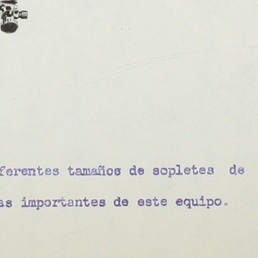 ferentes tamaños de sopletes de
as importantes de este equipo.